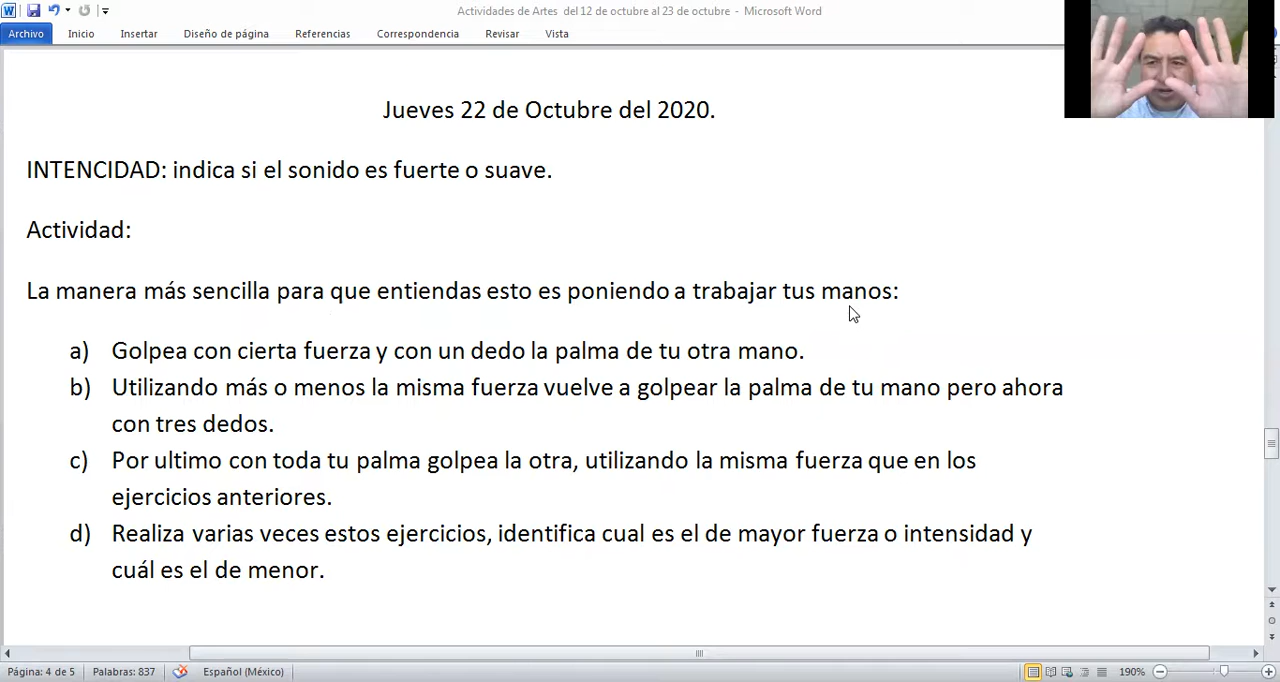 Actividades de Artes del 12 de octubre al 23 de octubre - Microsoft Word
Archivo Inicio Insertar Diseño de página Referencias Correspondencia Revisar Vista
Jueves 22 de Octubre del 2020.
INTENCIDAD: indica si el sonido es fuerte o suave.
Actividad:
La manera más sencilla para que entiendas esto es poniendo a trabajar tus manos:
a) Golpea con cierta fuerza y con un dedo la palma de tu otra mano.
b) Utilizando más o menos la misma fuerza vuelve a golpear la palma de tu mano pero ahora
con tres dedos.
c) Por ultimo con toda tu palma golpea la otra, utilizando la misma fuerza que en los
ejercicios anteriores.
d) Realiza varias veces estos ejercicios, identifica cual es el de mayor fuerza o intensidad y
cuál es el de menor.
Página: 4 de 5 Palabras: 837 Español (México) 190%